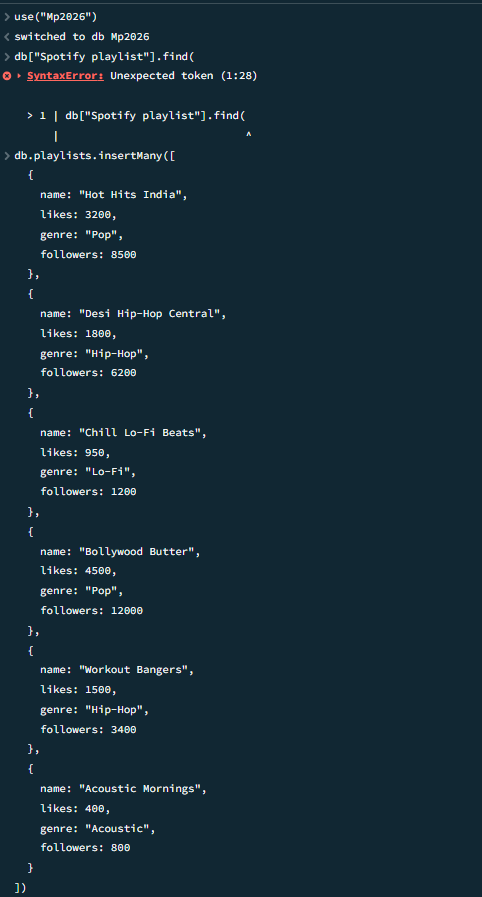 > use("Mp2026")
< switched to db Mp2026
> db["Spotify playlist"].find(
SyntaxError: Unexpected token (1:28)
> 1 | db["Spotify playlist"].find(
    |                             ^
> db.playlists.insertMany([
  {
    name: "Hot Hits India",
    likes: 3200,
    genre: "Pop",
    followers: 8500
  },
  {
    name: "Desi Hip-Hop Central",
    likes: 1800,
    genre: "Hip-Hop",
    followers: 6200
  },
  {
    name: "Chill Lo-Fi Beats",
    likes: 950,
    genre: "Lo-Fi",
    followers: 1200
  },
  {
    name: "Bollywood Butter",
    likes: 4500,
    genre: "Pop",
    followers: 12000
  },
  {
    name: "Workout Bangers",
    likes: 1500,
    genre: "Hip-Hop",
    followers: 3400
  },
  {
    name: "Acoustic Mornings",
    likes: 400,
    genre: "Acoustic",
    followers: 800
  }
])